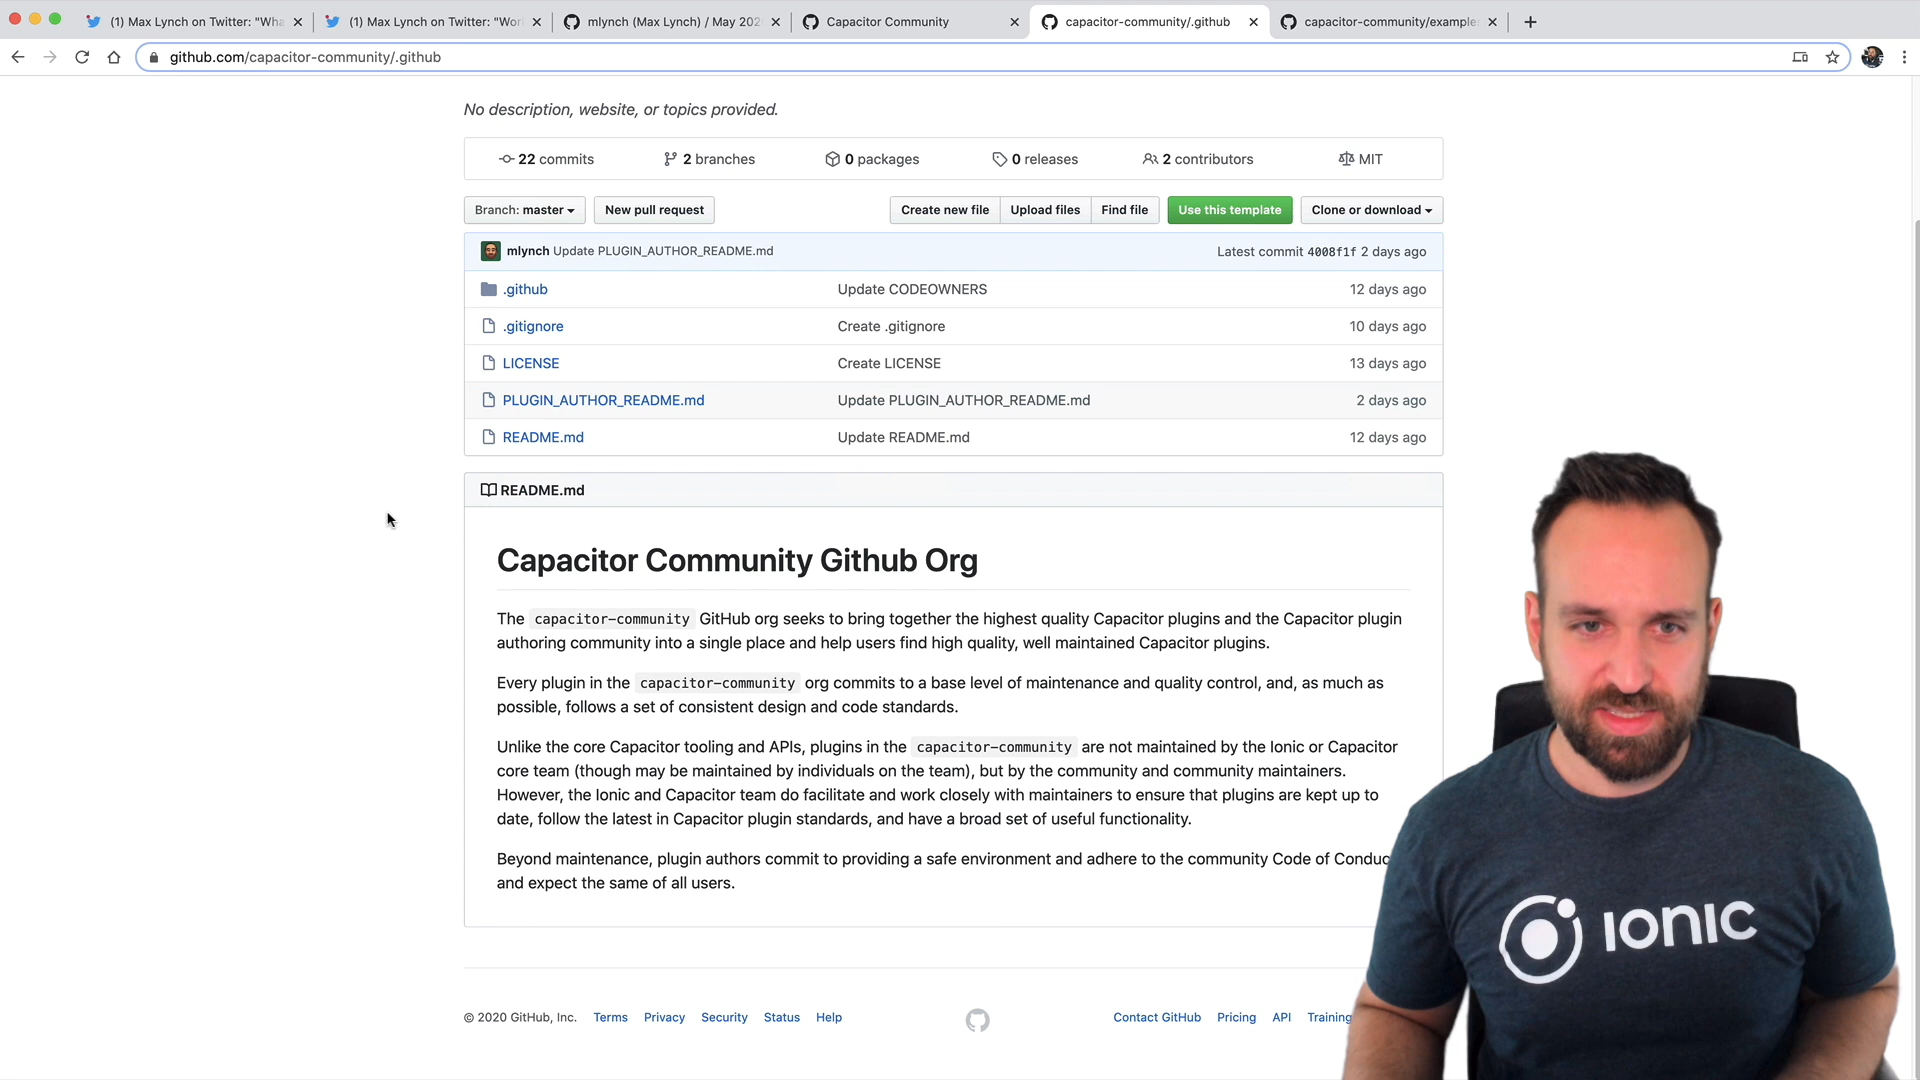 (1) Max Lynch on Twitter: "Wha
(1) Max Lynch on Twitter: "Wor
mlynch (Max Lynch) / May 202
Capacitor Community
capacitor-community/.github
capacitor-community/example
github.com/capacitor-community/.github
No description, website, or topics provided.
22 commits
2 branches
0 packages
0 releases
2 contributors
MIT
Branch: master
New pull request
Create new file
Upload files
Find file
Use this template
Clone or download
mlynch Update PLUGIN_AUTHOR_README.md
Latest commit 4008f1f 2 days ago
.github Update CODEOWNERS 12 days ago
.gitignore Create .gitignore 10 days ago
LICENSE Create LICENSE 13 days ago
PLUGIN_AUTHOR_README.md Update PLUGIN_AUTHOR_README.md 2 days ago
README.md Update README.md 12 days ago
README.md
Capacitor Community Github Org
The capacitor-community GitHub org seeks to bring together the highest quality Capacitor plugins and the Capacitor plugin
authoring community into a single place and help users find high quality, well maintained Capacitor plugins.
Every plugin in the capacitor-community org commits to a base level of maintenance and quality control, and, as much as
possible, follows a set of consistent design and code standards.
Unlike the core Capacitor tooling and APIs, plugins in the capacitor-community are not maintained by the Ionic or Capacitor
core team (though may be maintained by individuals on the team), but by the community and community maintainers.
However, the Ionic and Capacitor team do facilitate and work closely with maintainers to ensure that plugins are kept up to
date, follow the latest in Capacitor plugin standards, and have a broad set of useful functionality.
Beyond maintenance, plugin authors commit to providing a safe environment and adhere to the community Code of Conduc
and expect the same of all users.
IONIC
© 2020 GitHub, Inc. Terms Privacy Security Status Help
Contact GitHub Pricing API Training